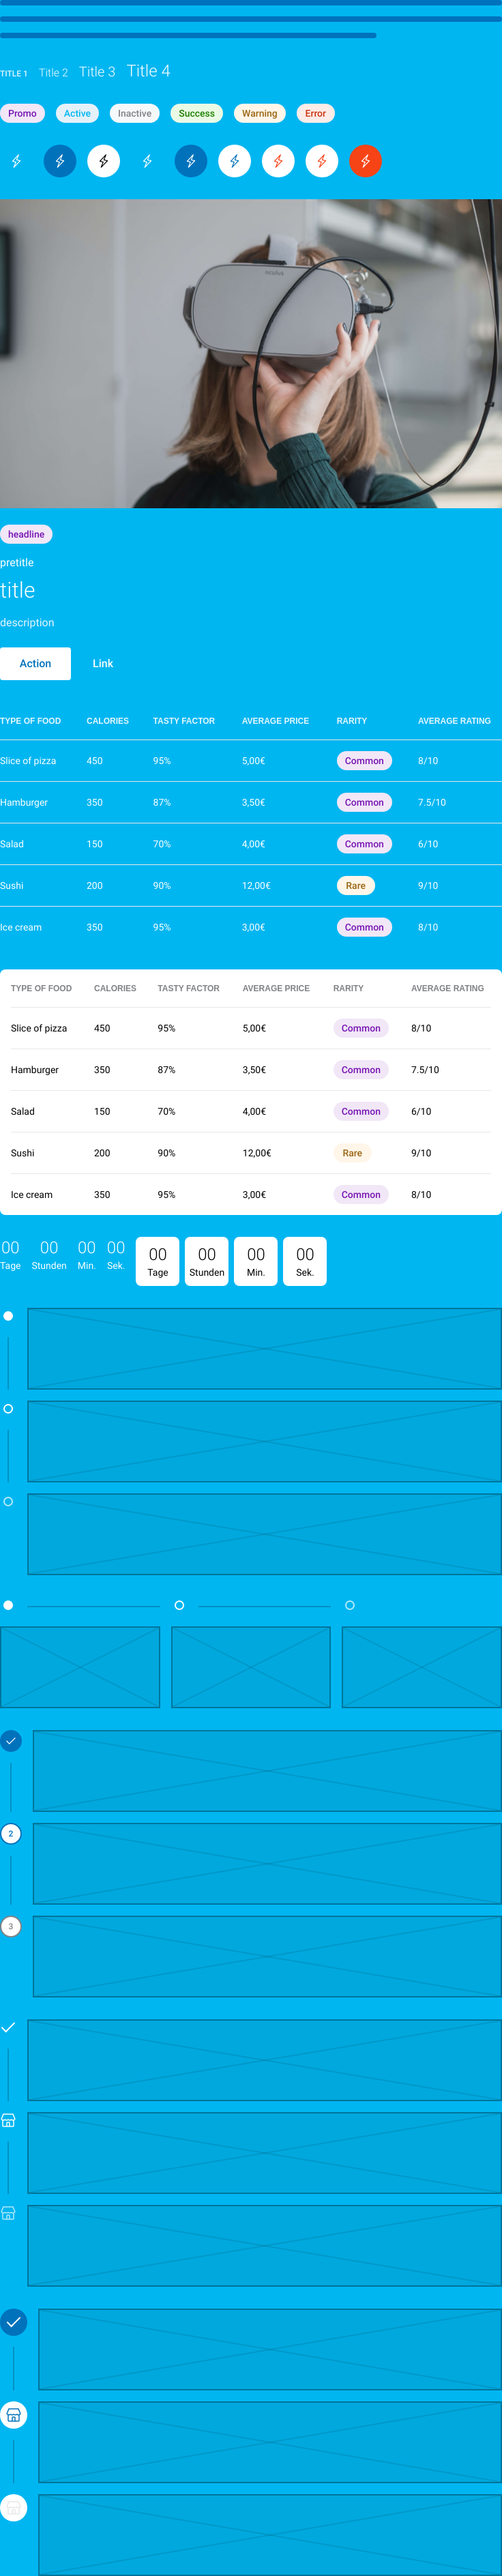 TITLE 1 Title 2 Title 3 Title 4
Promo Active Inactive Success Warning Error
oculus
headline
pretitle
title
description
Action Link
TYPE OF FOOD CALORIES TASTY FACTOR AVERAGE PRICE RARITY AVERAGE RATING
Slice of pizza 450 95% 5,00€ Common 8/10
Hamburger 350 87% 3,50€ Common 7.5/10
Salad 150 70% 4,00€ Common 6/10
Sushi 200 90% 12,00€ Rare 9/10
Ice cream 350 95% 3,00€ Common 8/10
TYPE OF FOOD CALORIES TASTY FACTOR AVERAGE PRICE RARITY AVERAGE RATING
Slice of pizza 450 95% 5,00€ Common 8/10
Hamburger 350 87% 3,50€ Common 7.5/10
Salad 150 70% 4,00€ Common 6/10
Sushi 200 90% 12,00€ Rare 9/10
Ice cream 350 95% 3,00€ Common 8/10
00 00 00 00 00 00 00 00
Tage Stunden Min. Sek. Tage Stunden Min. Sek.
2
3